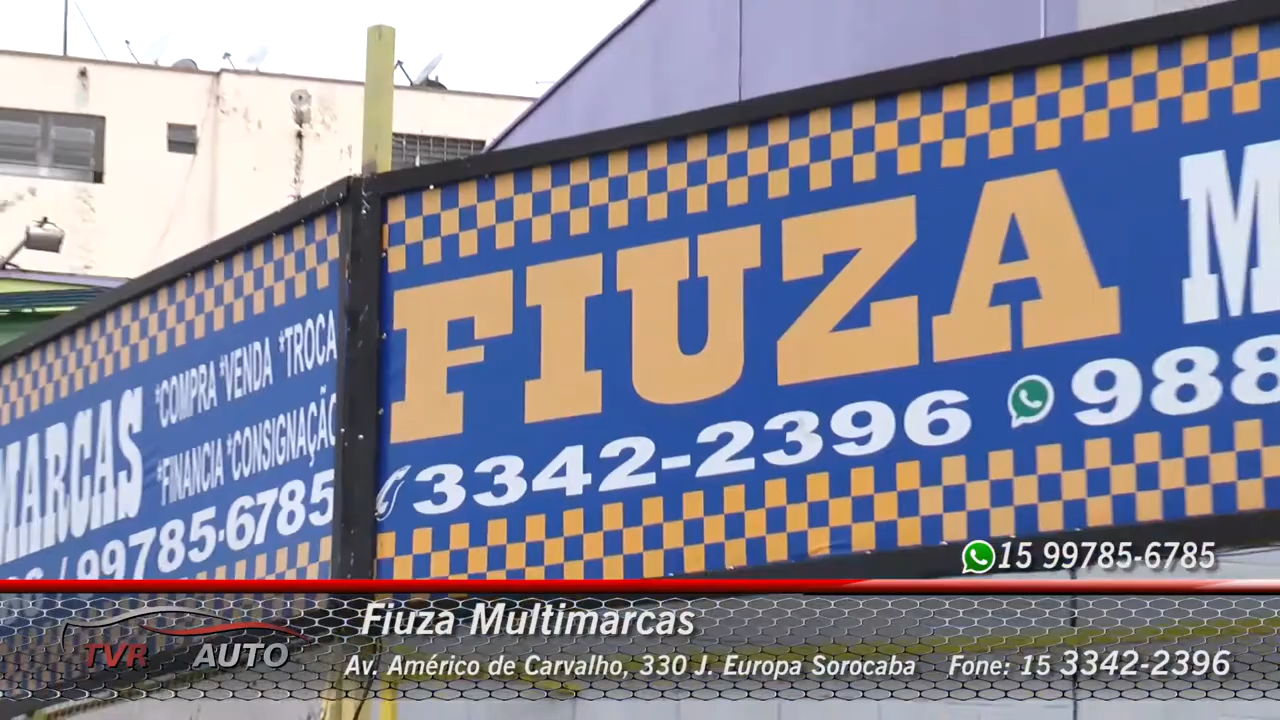 FIUZA M
3342-2396 988
MARCAS
*COMPRA *VENDA *TROCA
*FINANCIA *CONSIGNAÇÃO
/ 99785-6785
15 99785-6785
TVR AUTO
Fiuza Multimarcas
Av. Américo de Carvalho, 330 J. Europa Sorocaba Fone: 15 3342-2396